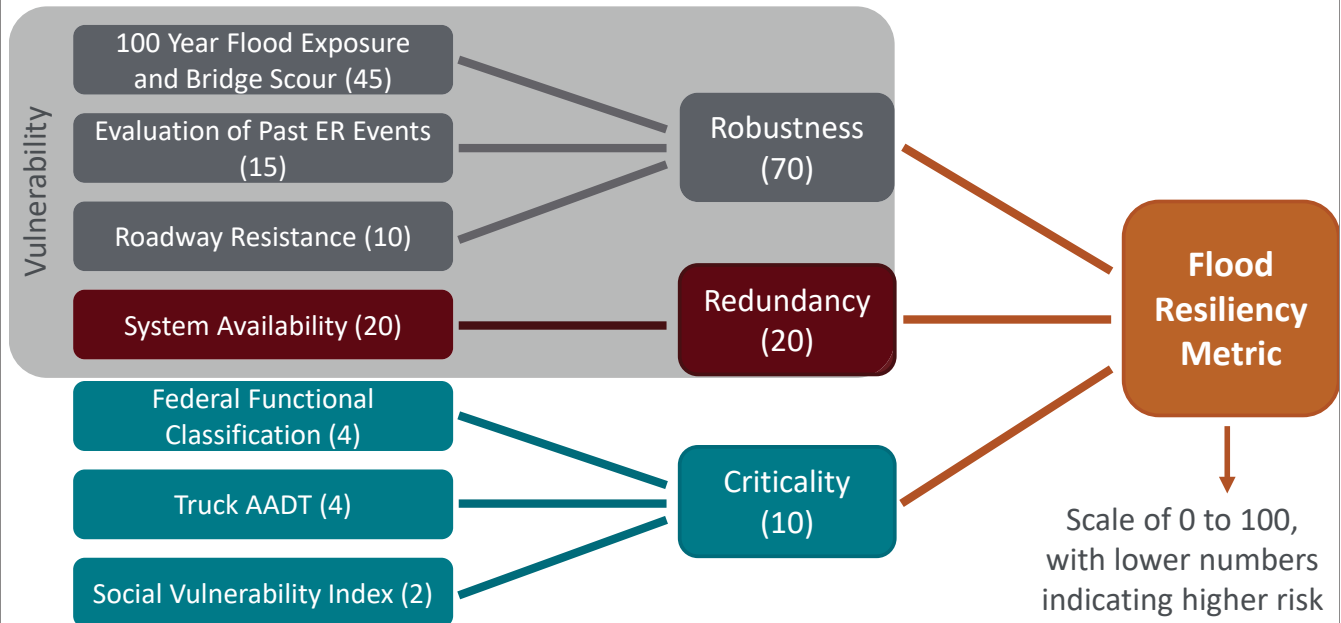 Vulnerability
100 Year Flood Exposure
and Bridge Scour (45)
Evaluation of Past ER Events
(15)
Roadway Resistance (10)
System Availability (20)
Federal Functional
Classification (4)
Truck AADT (4)
Social Vulnerability Index (2)
Robustness
(70)
Redundancy
(20)
Criticality
(10)
Flood
Resiliency
Metric
Scale of 0 to 100,
with lower numbers
indicating higher risk